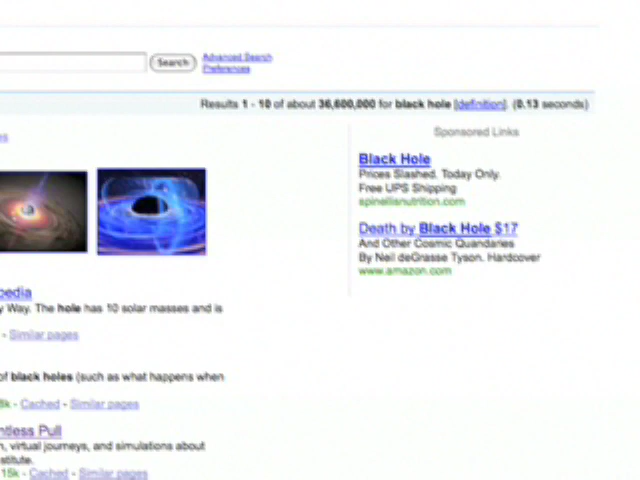 Search
Advanced Search
Preferences
Results 1 - 10 of about 36,600,000 for black hole [definition]. (0.13 seconds)
Sponsored Links
Black Hole
Prices Slashed. Today Only.
Free UPS Shipping
spinellisnutrition.com
Death by Black Hole $17
And Other Cosmic Quandaries
By Neil deGrasse Tyson. Hardcover
www.amazon.com
pedia
y Way. The hole has 10 solar masses and is
- Similar pages
of black holes (such as what happens when
8k - Cached - Similar pages
ntless Pull
n, virtual journeys, and simulations about
stitute.
15k - Cached - Similar pages